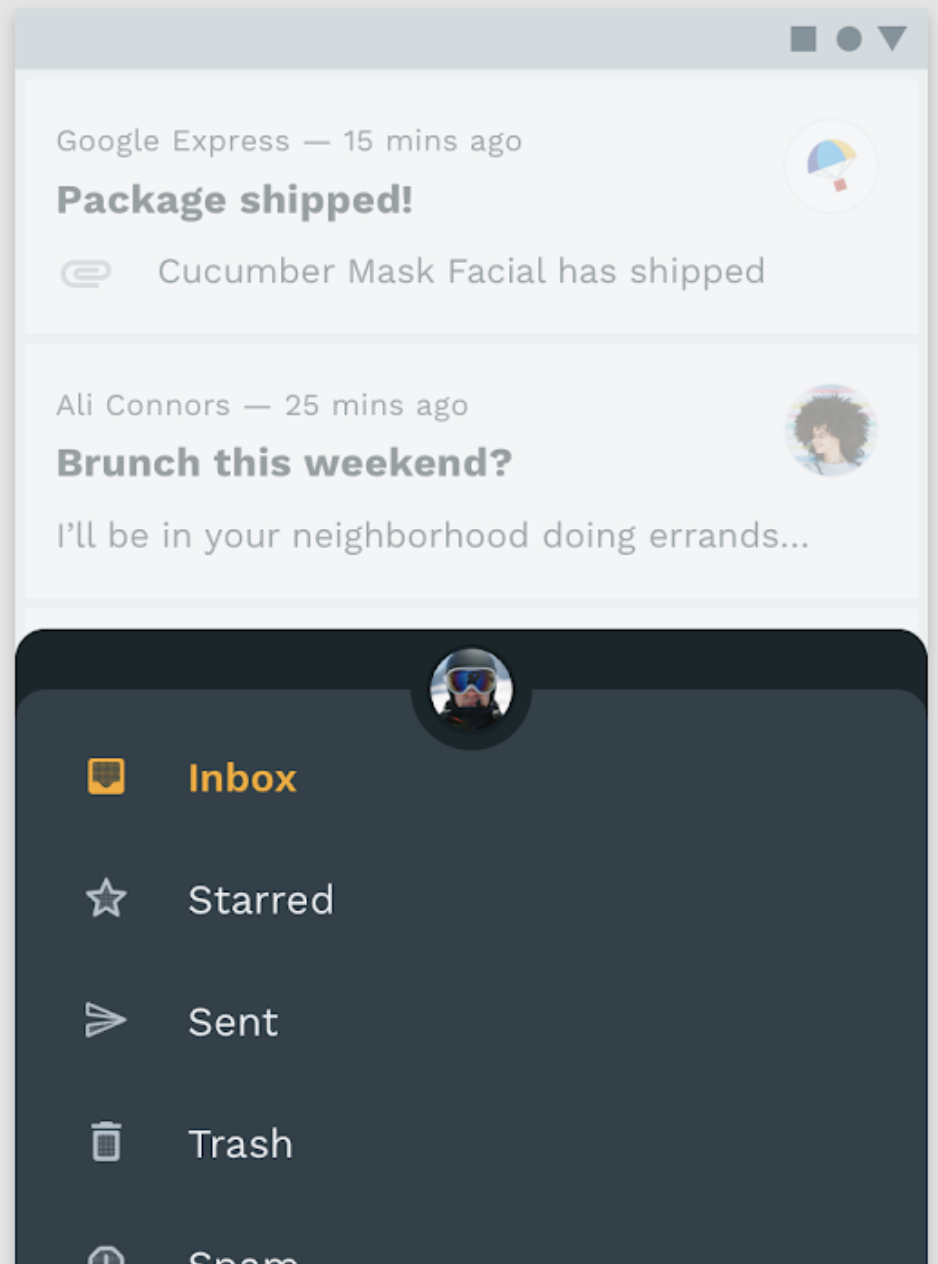 Google Express — 15 mins ago
Package shipped!
Cucumber Mask Facial has shipped
Ali Connors — 25 mins ago
Brunch this weekend?
I’ll be in your neighborhood doing errands...
Inbox
Starred
Sent
Trash
Spam